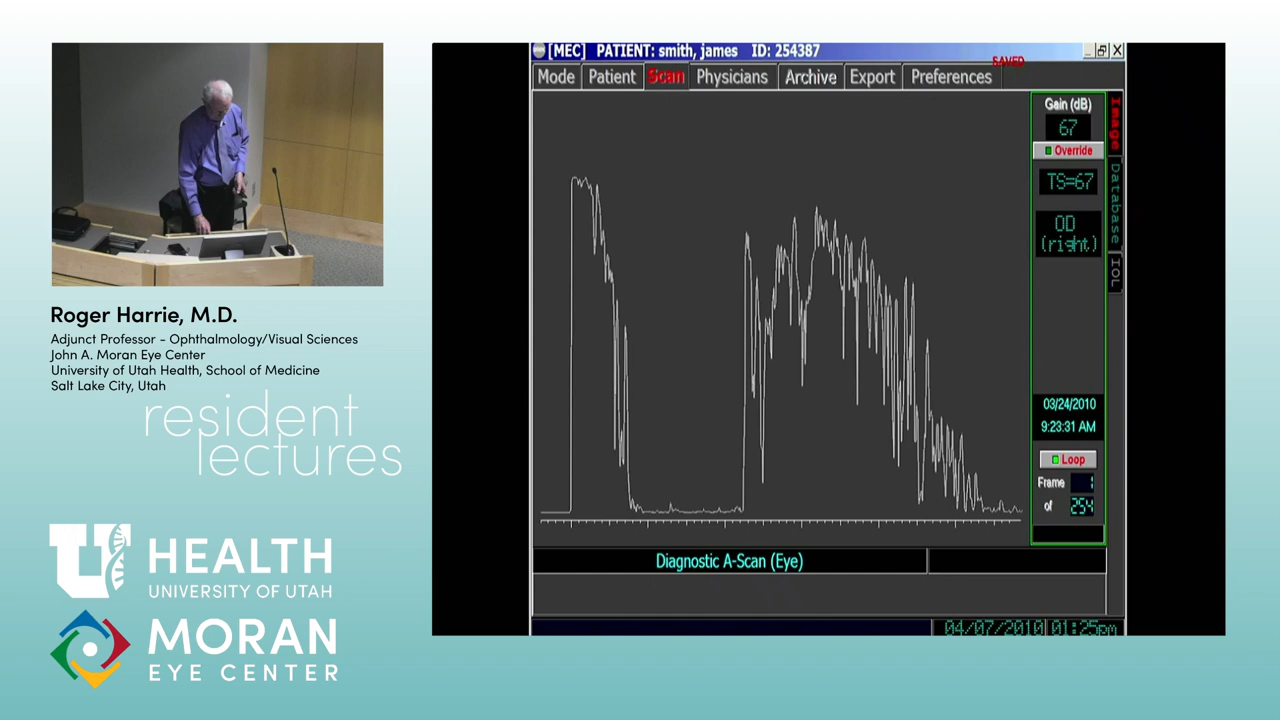 Roger Harrie, M.D.
Adjunct Professor - Ophthalmology/Visual Sciences
John A. Moran Eye Center
University of Utah Health, School of Medicine
Salt Lake City, Utah
resident
lectures
U
HEALTH
UNIVERSITY OF UTAH
MORAN
EYE CENTER
[MEC] PATIENT: smith, james ID: 254387
SAVED
Mode Patient Scan Physicians Archive Export Preferences
Gain (dB)
67
Override
TS=67
OD
(right)
03/24/2010
9:23:31 AM
Loop
Frame 1
of 254
Image
Database
IOL
Diagnostic A-Scan (Eye)
04/07/2010 01:25pm